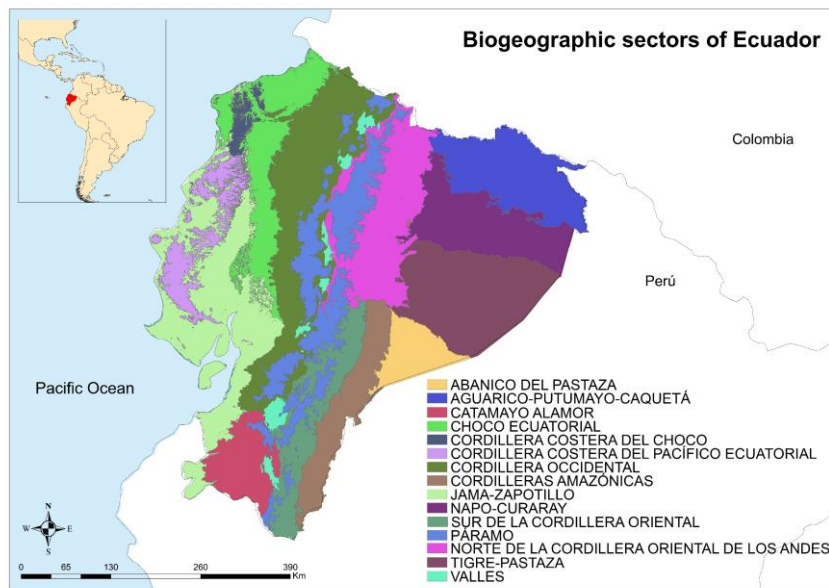 Biogeographic sectors of Ecuador
Colombia
Perú
Pacific Ocean
ABANICO DEL PASTAZA
AGUARICO-PUTUMAYO-CAQUETÁ
CATAMAYO ALAMOR
CHOCO ECUATORIAL
CORDILLERA COSTERA DEL CHOCO
CORDILLERA COSTERA DEL PACÍFICO ECUATORIAL
CORDILLERA OCCIDENTAL
CORDILLERAS AMAZÓNICAS
JAMA-ZAPOTILLO
NAPO-CURARAY
SUR DE LA CORDILLERA ORIENTAL
PÁRAMO
NORTE DE LA CORDILLERA ORIENTAL DE LOS ANDES
TIGRE-PASTAZA
VALLES
N
W E
S
0 65 130 260 390
Km